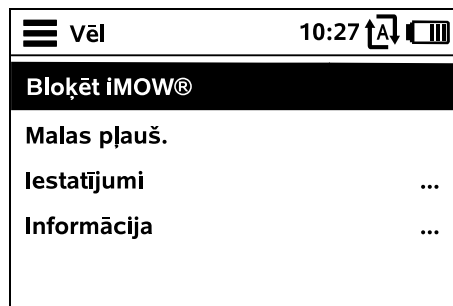 Vēl 10:27 A
Bloķēt iMOW®
Malas pļauš.
Iestatījumi ...
Informācija ...